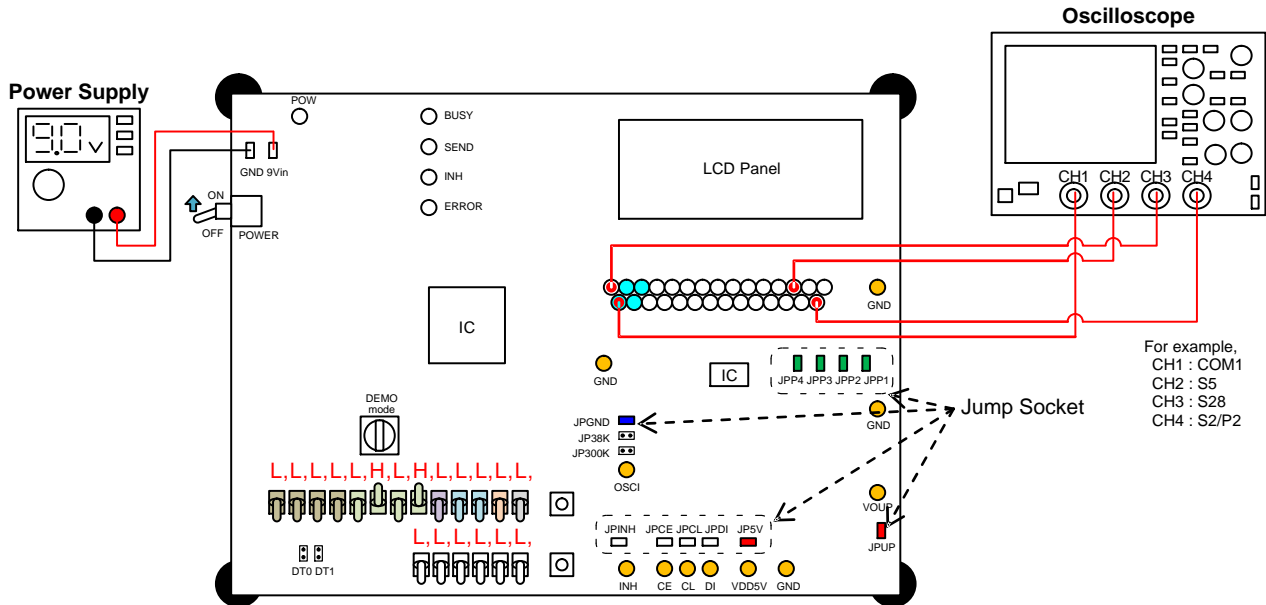 Oscilloscope
Power Supply
9.0 v
POW
BUSY
SEND
INH
ERROR
LCD Panel
CH1 CH2 CH3 CH4
GND 9Vin
ON
OFF
POWER
GND
IC
For example,
CH1 : COM1
CH2 : S5
CH3 : S28
CH4 : S2/P2
GND
IC
JPP4 JPP3 JPP2 JPP1
DEMO
mode
Jump Socket
GND
JPGND
JP38K
JP300K
OSCI
L,L,L,L,L,H,L,H,L,L,L,L,L,
VOUP
JPUP
JPINH JPCE JPCL JPDI JP5V
L,L,L,L,L,L,
DT0 DT1
INH CE CL DI VDD5V GND